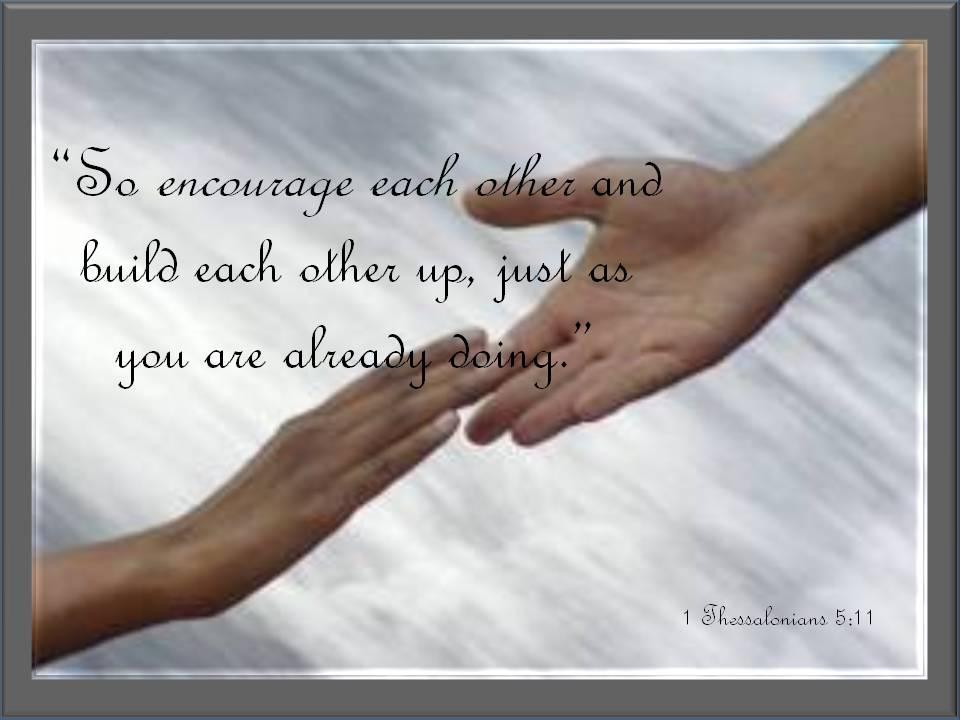 “So encourage each other and
build each other up, just as
you are already doing.”
1 Thessalonians 5:11